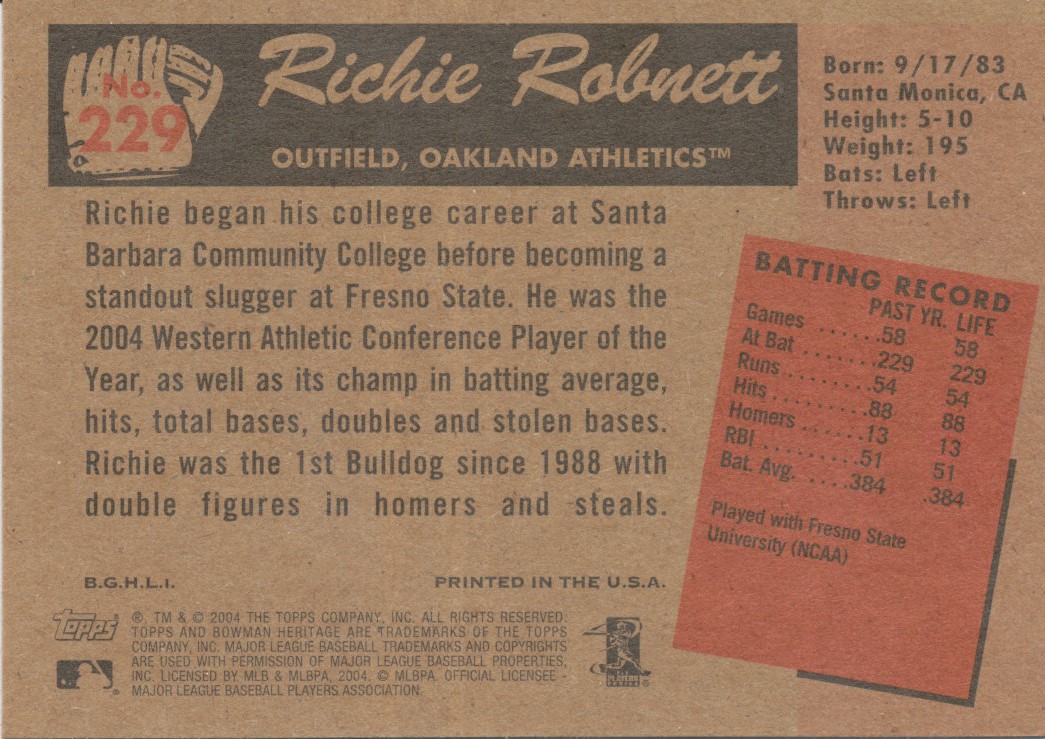 No.
229
Richie Robnett
OUTFIELD, OAKLAND ATHLETICS™
Born: 9/17/83
Santa Monica, CA
Height: 5-10
Weight: 195
Bats: Left
Throws: Left
Richie began his college career at Santa
Barbara Community College before becoming a
standout slugger at Fresno State. He was the
2004 Western Athletic Conference Player of the
Year, as well as its champ in batting average,
hits, total bases, doubles and stolen bases.
Richie was the 1st Bulldog since 1988 with
double figures in homers and steals.
BATTING RECORD
PAST YR. LIFE
Games ......58 58
At Bat .......229 229
Runs.........54 54
Hits .........88 88
Homers ......13 13
RBI .........51 51
Bat. Avg. ....384 .384
Played with Fresno State
University (NCAA)
B.G.H.L.I. PRINTED IN THE U.S.A.
Topps
®, TM & © 2004 THE TOPPS COMPANY, INC. ALL RIGHTS RESERVED.
TOPPS AND BOWMAN HERITAGE ARE TRADEMARKS OF THE TOPPS
COMPANY, INC. MAJOR LEAGUE BASEBALL TRADEMARKS AND COPYRIGHTS
ARE USED WITH PERMISSION OF MAJOR LEAGUE BASEBALL PROPERTIES,
INC. LICENSED BY MLB & MLBPA, 2004. © MLBPA. OFFICIAL LICENSEE -
MAJOR LEAGUE BASEBALL PLAYERS ASSOCIATION.